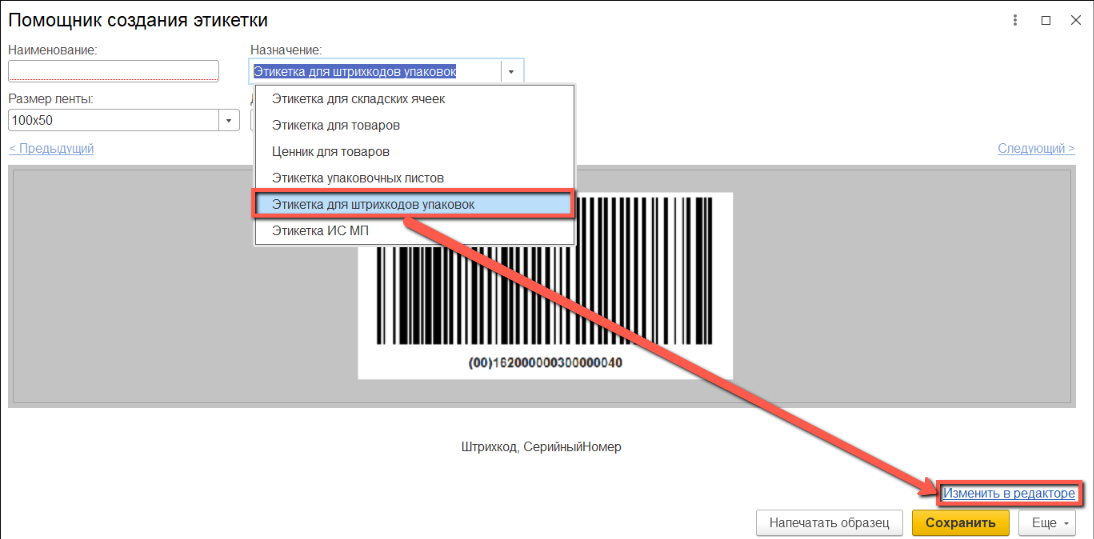 Помощник создания этикетки
Наименование:
Назначение:
Этикетка для штрихкодов упаковок
Размер ленты:
100x50
Этикетка для складских ячеек
Этикетка для товаров
Ценник для товаров
Этикетка упаковочных листов
Этикетка для штрихкодов упаковок
Этикетка ИС МП
< Предыдущий
Следующий >
(00)162000000300000040
Штрихкод, СерийныйНомер
Изменить в редакторе
Напечатать образец
Сохранить
Еще